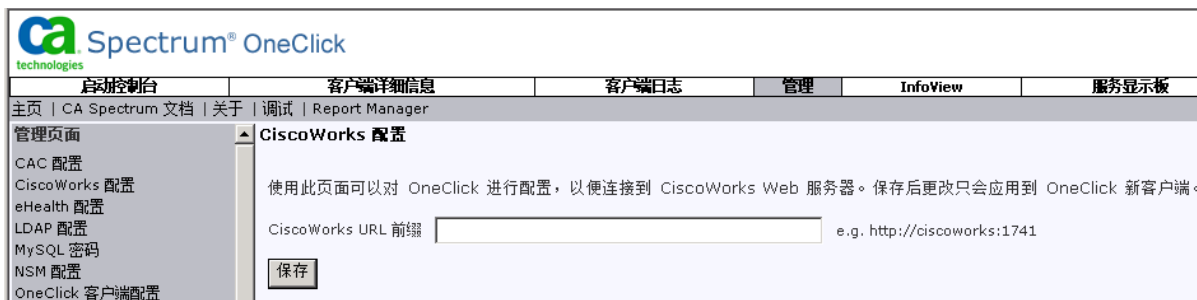 ca Spectrum® OneClick
technologies
启动控制台 客户端详细信息 客户端日志 管理 InfoView 服务显示板
主页 | CA Spectrum 文档 | 关于 | 调试 | Report Manager
管理页面
CAC 配置
CiscoWorks 配置
eHealth 配置
LDAP 配置
MySQL 密码
NSM 配置
OneClick 客户端配置
CiscoWorks 配置
使用此页面可以对 OneClick 进行配置，以便连接到 CiscoWorks Web 服务器。保存后更改只会应用到 OneClick 新客户端。
CiscoWorks URL 前缀 e.g. http://ciscoworks:1741
保存